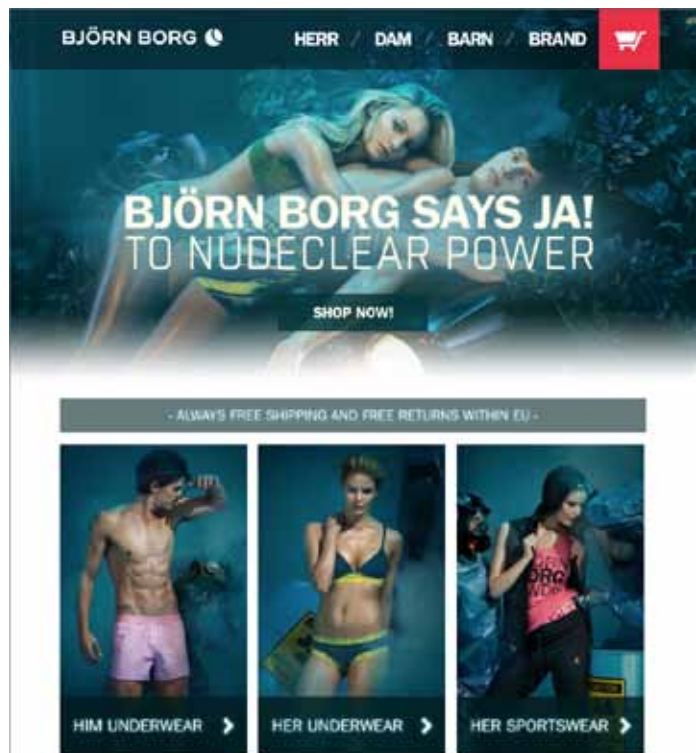 BJÖRN BORG
HERR / DAM / BARN / BRAND
BJÖRN BORG SAYS JA!
TO NUDECLEAR POWER
SHOP NOW!
- ALWAYS FREE SHIPPING AND FREE RETURNS WITHIN EU -
HIM UNDERWEAR
HER UNDERWEAR
HER SPORTSWEAR